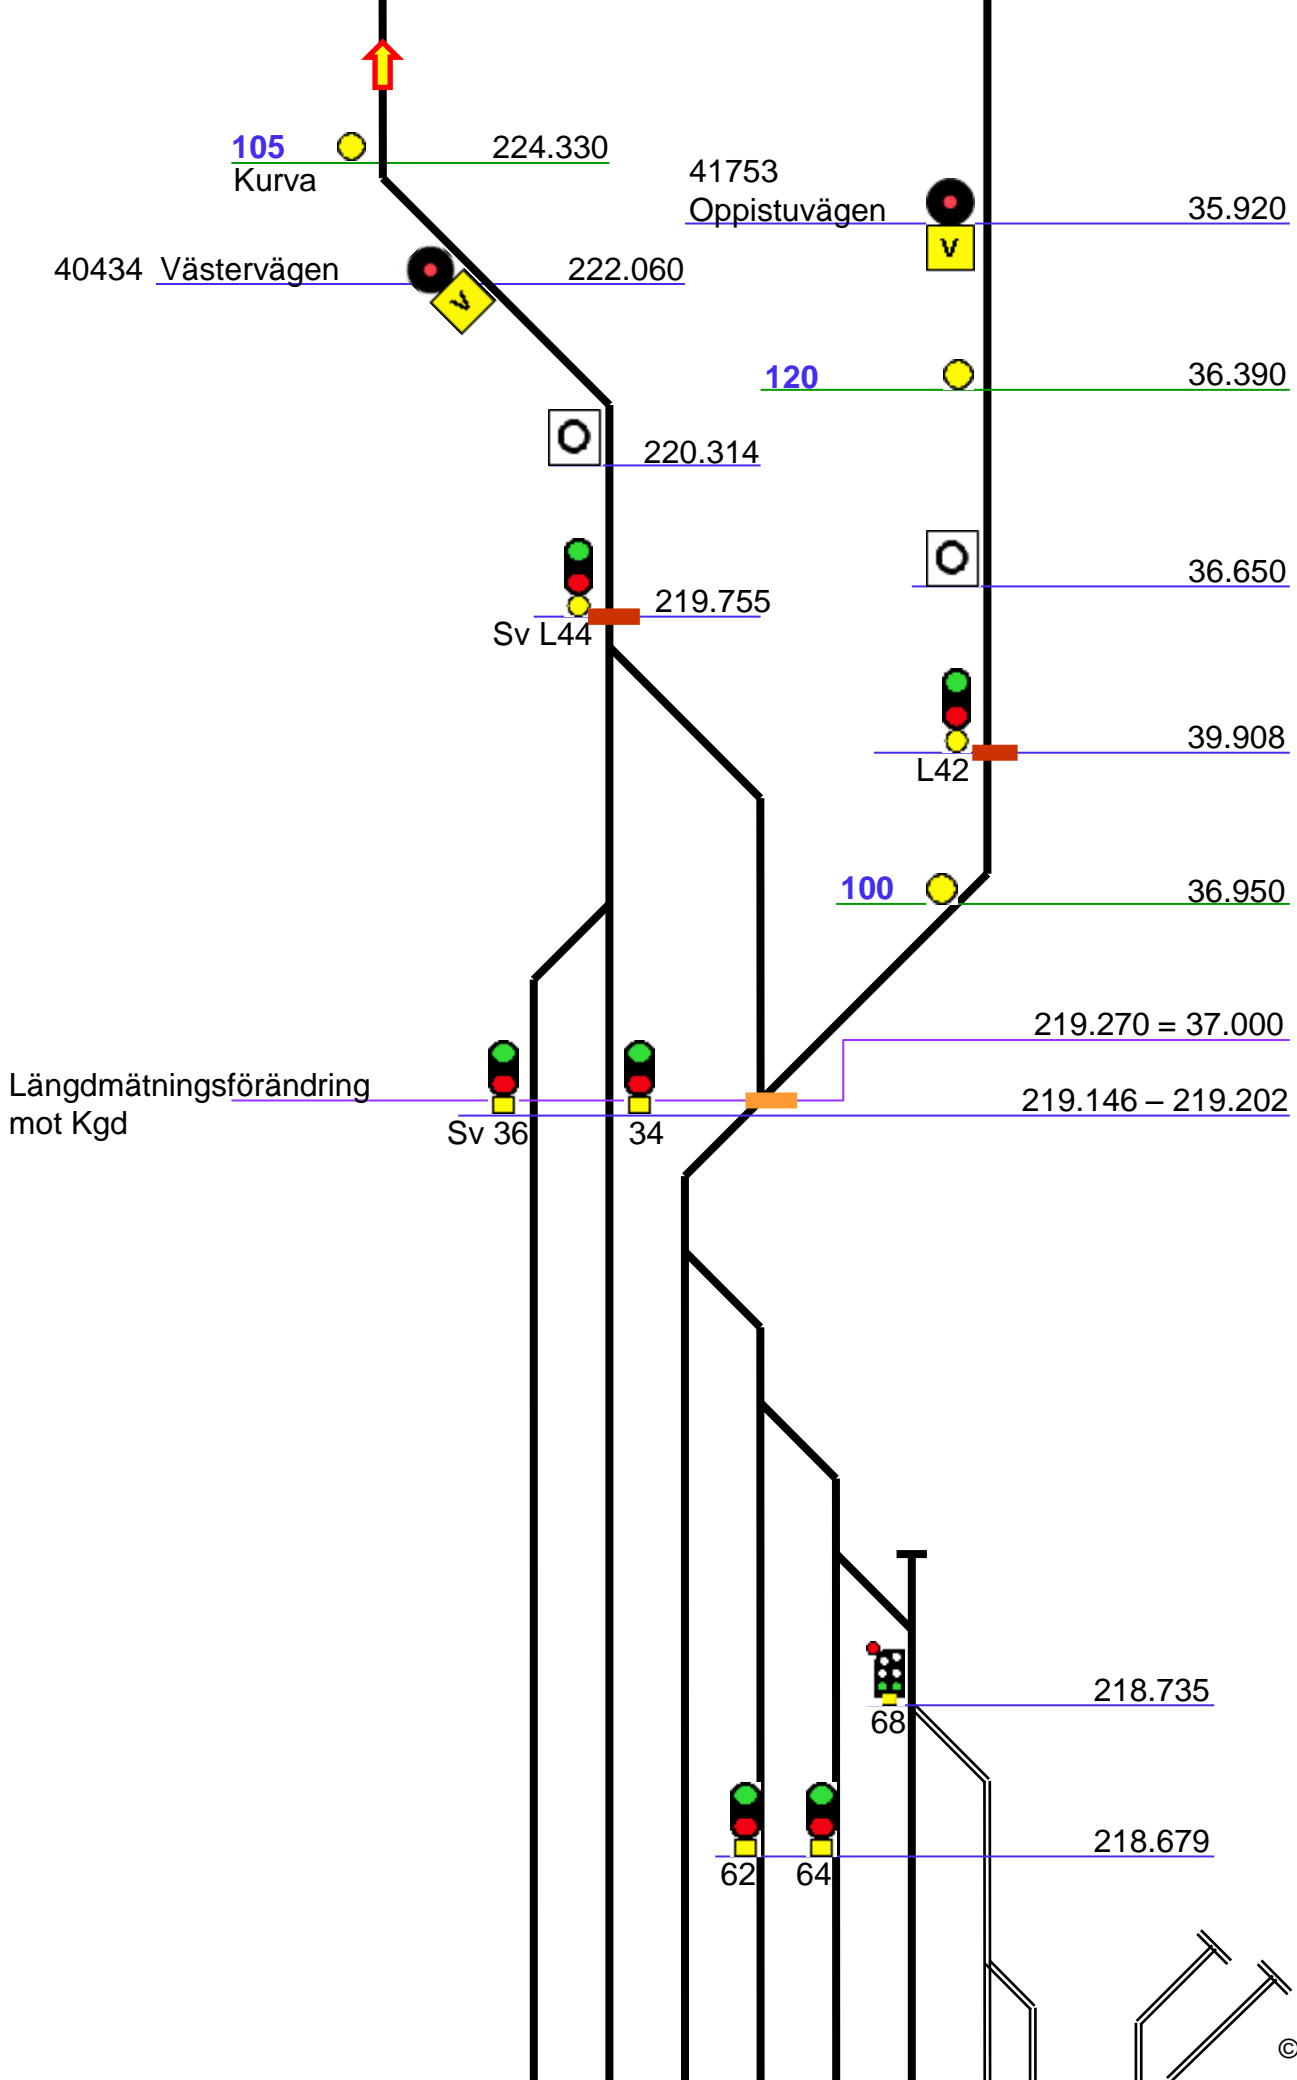 105
224.330
Kurva
41753
Oppistuvägen
35.920
V
40434 Västervägen
222.060
V
120
36.390
O
220.314
O
36.650
219.755
Sv L44
39.908
L42
100
36.950
219.270 = 37.000
Längdmätningsförändring
mot Kgd
219.146 – 219.202
Sv 36
34
218.735
68
218.679
62
64
©